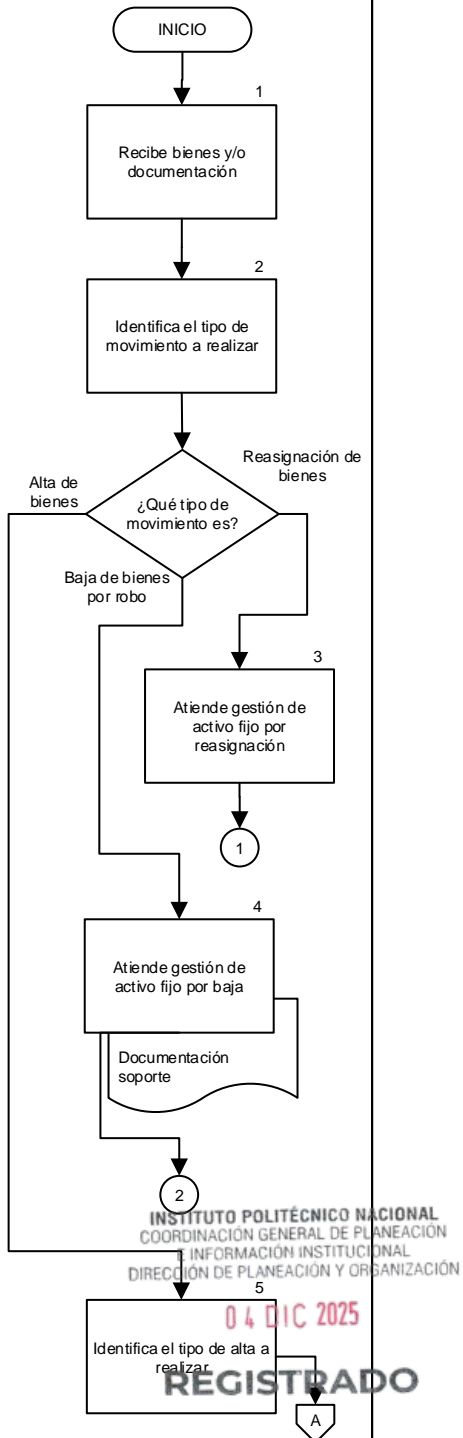 INICIO
1
Recibe bienes y/o
documentación
2
Identifica el tipo de
movimiento a realizar
Reasignación de
bienes
Alta de
bienes
¿Qué tipo de
movimiento es?
Baja de bienes
por robo
3
Atiende gestión de
activo fijo por
reasignación
1
4
Atiende gestión de
activo fijo por baja
Documentación
soporte
2
INSTITUTO POLITÉCNICO NACIONAL
COORDINACIÓN GENERAL DE PLANEACIÓN
E INFORMACIÓN INSTITUCIONAL
DIRECCIÓN DE PLANEACIÓN Y ORGANIZACIÓN
5
04 DIC 2025
Identifica el tipo de alta a
realizar
REGISTRADO
A